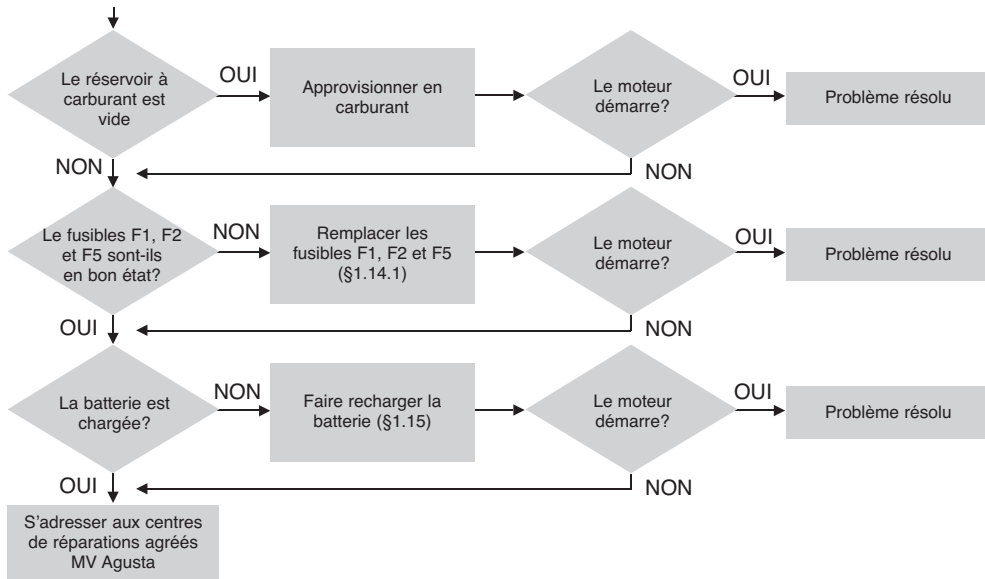 Le réservoir à
carburant est
vide
OUI
Approvisionner en
carburant
Le moteur
démarre?
OUI
Problème résolu
NON
NON
Le fusibles F1, F2
et F5 sont-ils
en bon état?
NON
Remplacer les
fusibles F1, F2 et F5
(§1.14.1)
Le moteur
démarre?
OUI
Problème résolu
OUI
NON
La batterie est
chargée?
NON
Faire recharger la
batterie (§1.15)
Le moteur
démarre?
OUI
Problème résolu
OUI
NON
S'adresser aux centres
de réparations agréés
MV Agusta